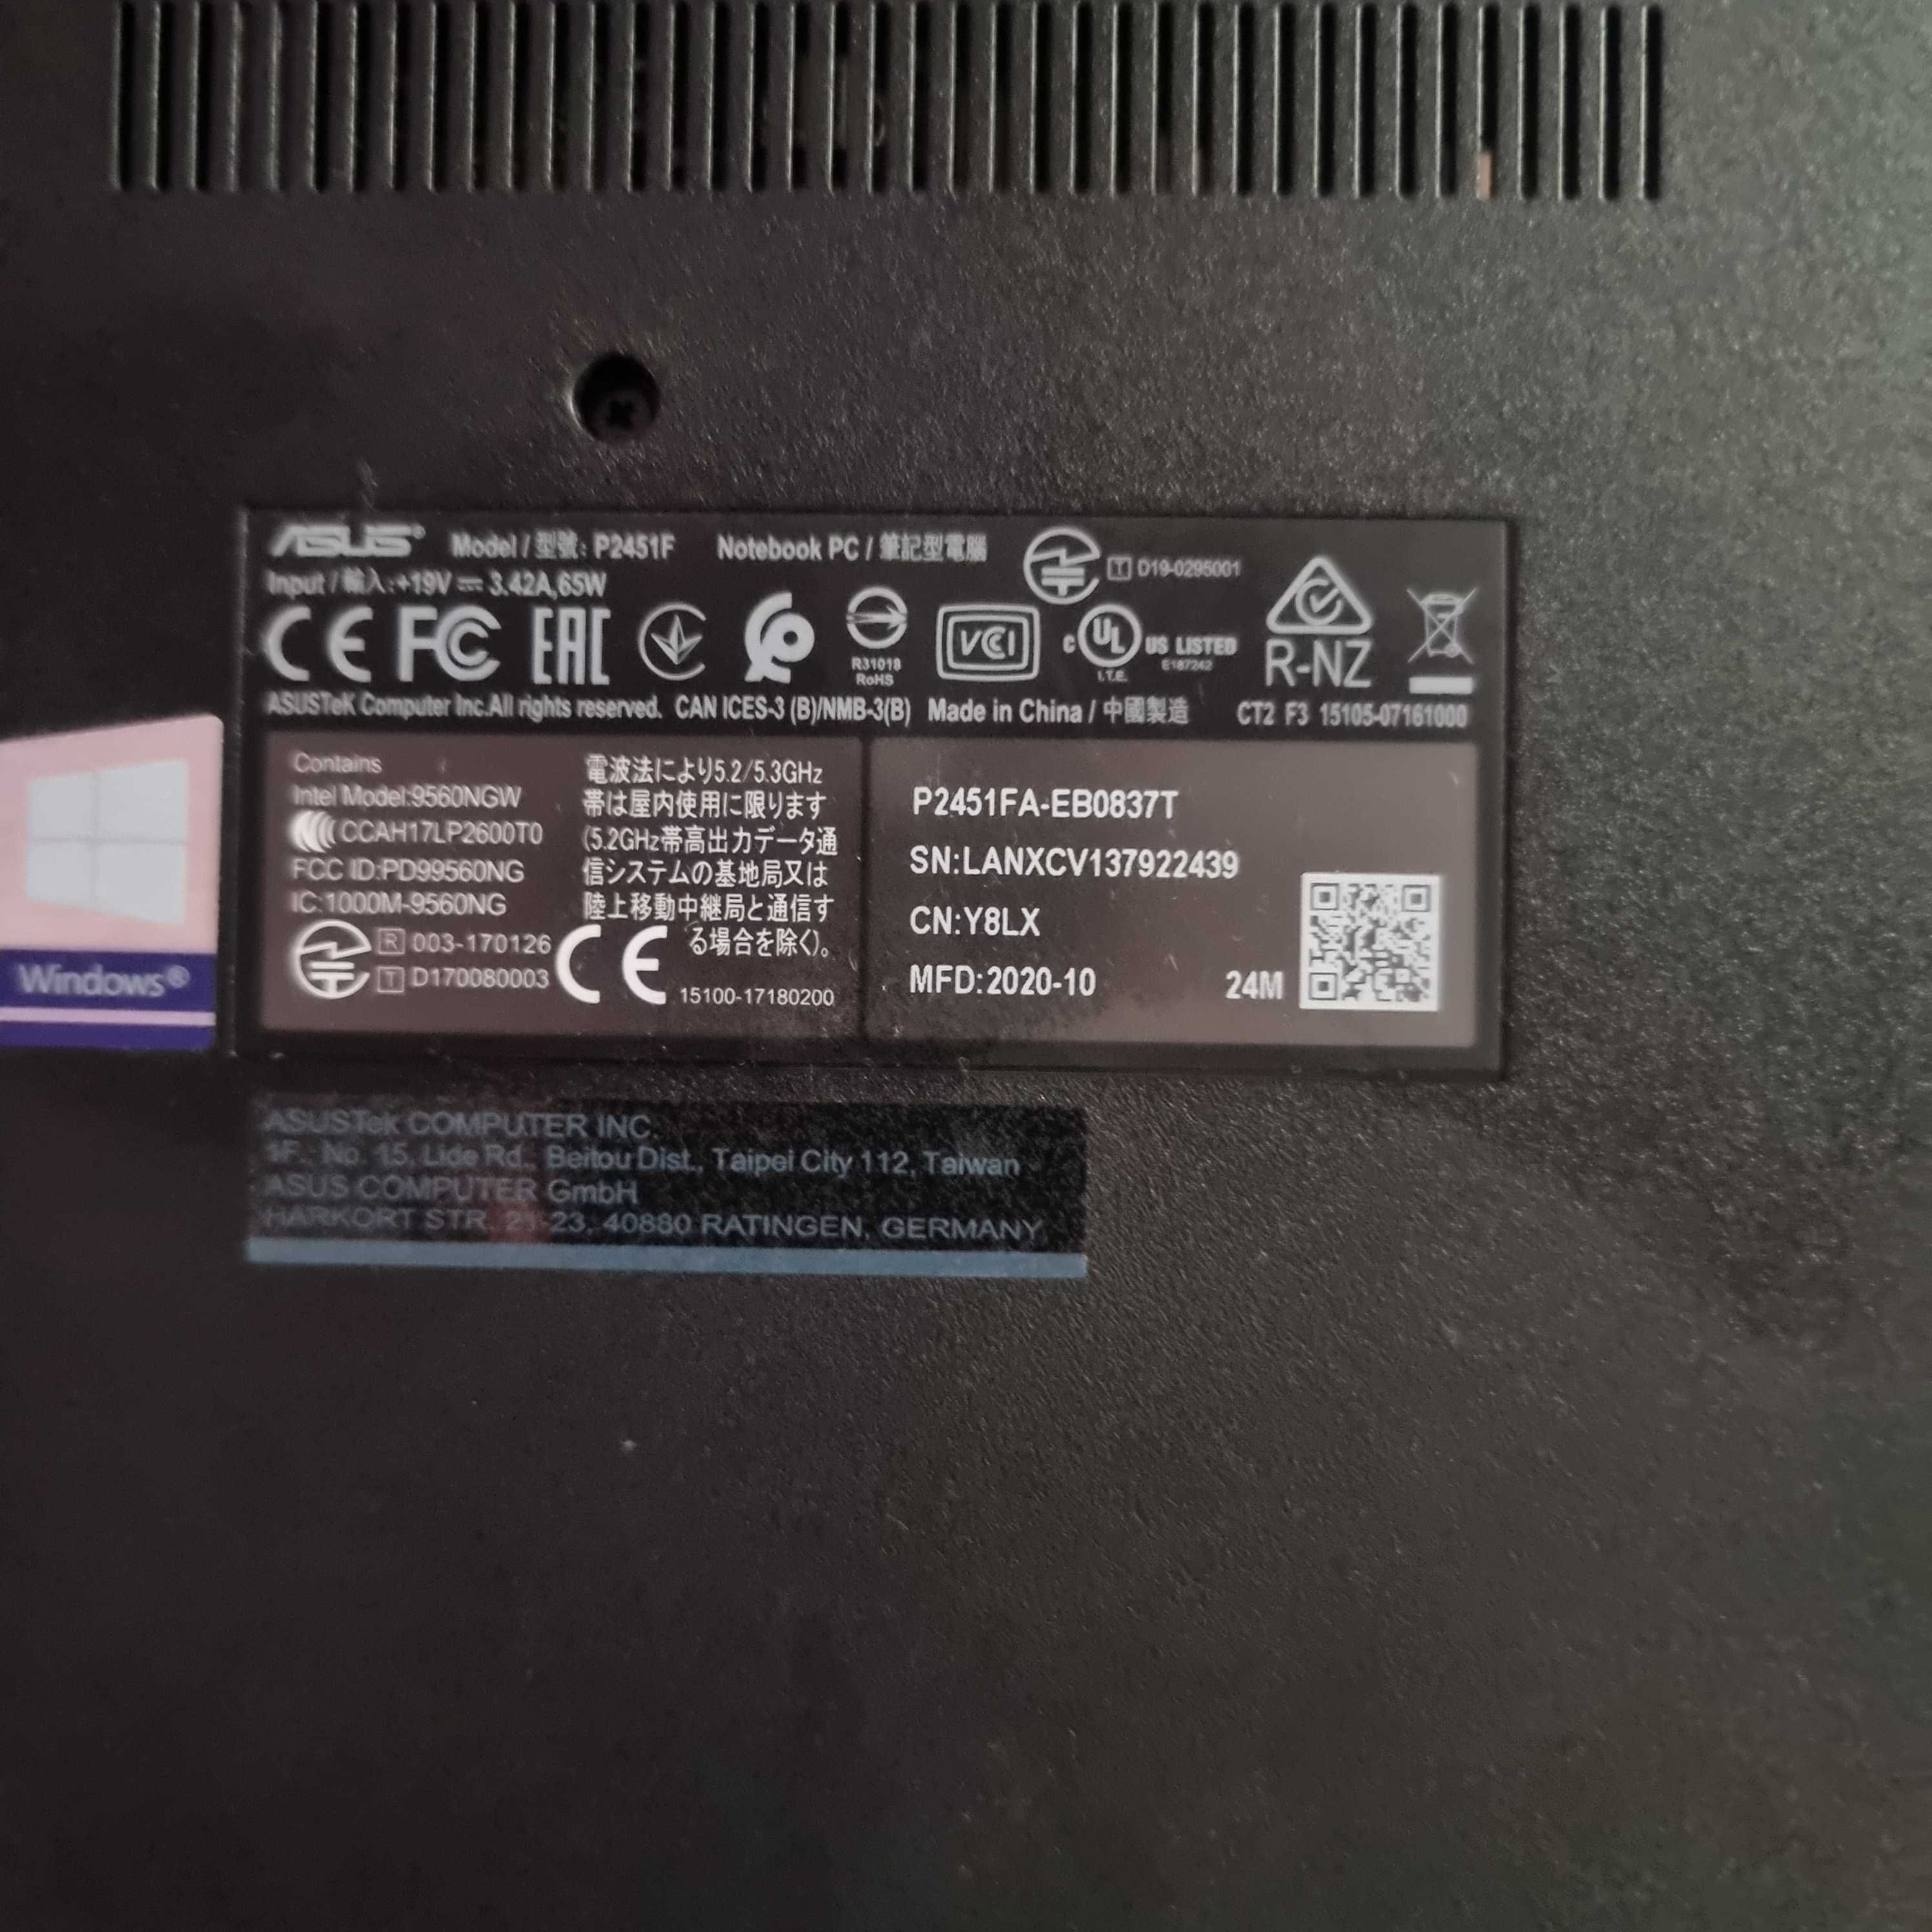 ASUS Model / 型號: P2451F Notebook PC / 筆記型電腦
T D19-0295001
Input / 輸入:+19V 3.42A,65W
CE FC EAC
R31018
RoHS
VCCI
c UL US LISTED
I.T.E. E187242
R-NZ
ASUSTeK Computer Inc.All rights reserved. CAN ICES-3 (B)/NMB-3(B) Made in China / 中國製造 CT2 F3 15105-07161000
Contains
Intel Model:9560NGW
CCAH17LP2600T0
FCC ID:PD99560NG
IC:1000M-9560NG
R 003-170126
T D170080003
CE
電波法により5.2/5.3GHz
帯は屋内使用に限ります
(5.2GHz帯高出力データ通
信システムの基地局又は
陸上移動中継局と通信す
る場合を除く)。
15100-17180200
P2451FA-EB0837T
SN:LANXCV137922439
CN:Y8LX
MFD:2020-10 24M
Windows®
ASUSTek COMPUTER INC.
1F., No. 15, Lide Rd., Beitou Dist., Taipei City 112, Taiwan
ASUS COMPUTER GmbH
HARKORT STR. 21-23, 40880 RATINGEN, GERMANY